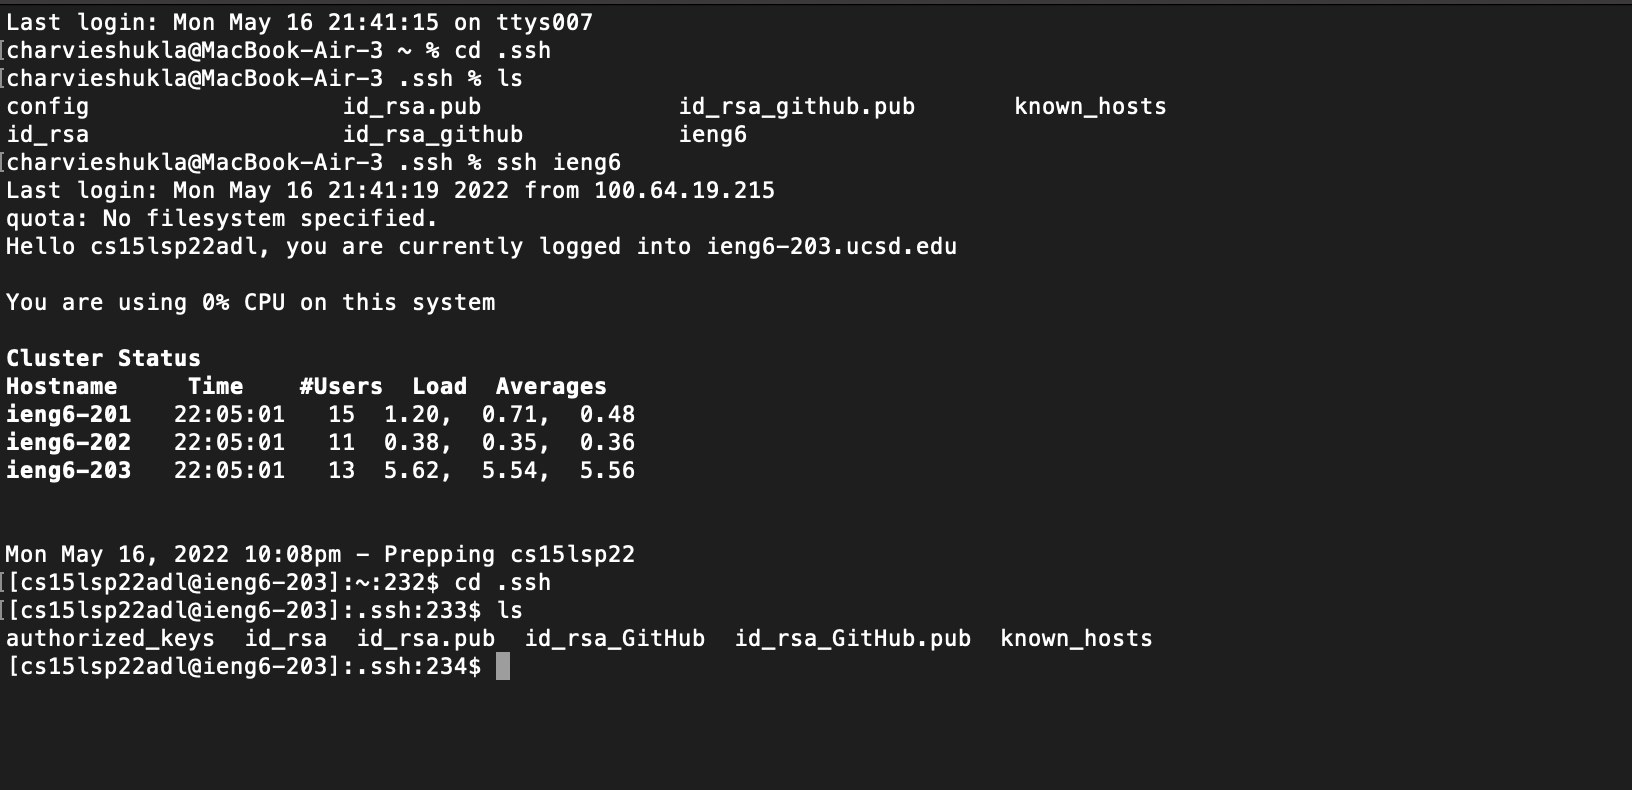 Last login: Mon May 16 21:41:15 on ttys007
[charvieshukla@MacBook-Air-3 ~ % cd .ssh
[charvieshukla@MacBook-Air-3 .ssh % ls
config                  id_rsa.pub              id_rsa_github.pub       known_hosts
id_rsa                  id_rsa_github           ieng6
[charvieshukla@MacBook-Air-3 .ssh % ssh ieng6
Last login: Mon May 16 21:41:19 2022 from 100.64.19.215
quota: No filesystem specified.
Hello cs15lsp22adl, you are currently logged into ieng6-203.ucsd.edu

You are using 0% CPU on this system

Cluster Status
Hostname     Time    #Users  Load  Averages
ieng6-201   22:05:01   15  1.20,  0.71,  0.48
ieng6-202   22:05:01   11  0.38,  0.35,  0.36
ieng6-203   22:05:01   13  5.62,  5.54,  5.56


Mon May 16, 2022 10:08pm - Prepping cs15lsp22
[[cs15lsp22adl@ieng6-203]:~:232$ cd .ssh
[[cs15lsp22adl@ieng6-203]:.ssh:233$ ls
authorized_keys  id_rsa  id_rsa.pub  id_rsa_GitHub  id_rsa_GitHub.pub  known_hosts
[cs15lsp22adl@ieng6-203]:.ssh:234$